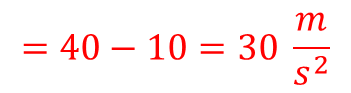 = 40 − 10 = 30 m/s²